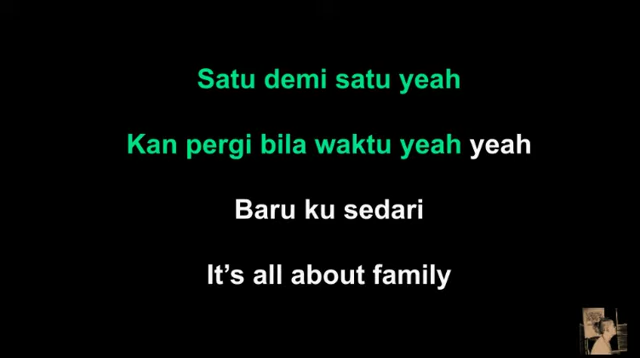 Satu demi satu yeah
Kan pergi bila waktu yeah yeah
Baru ku sedari
It's all about family